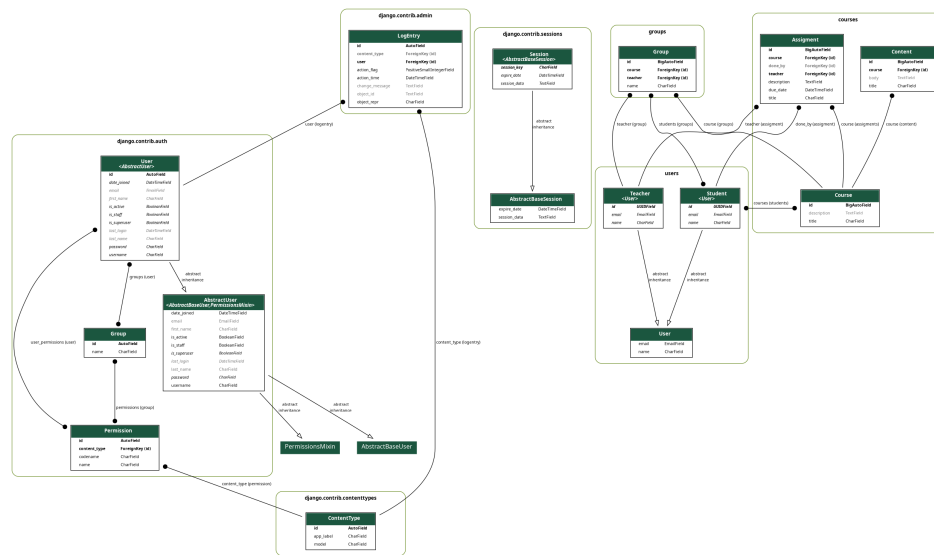 django.contrib.admin
LogEntry
id AutoField
content_type ForeignKey (id)
user ForeignKey (id)
action_flag PositiveSmallIntegerField
action_time DateTimeField
change_message TextField
object_id TextField
object_repr CharField
django.contrib.sessions
Session
<AbstractBaseSession>
session_key CharField
expire_date DateTimeField
session_data TextField
abstract
inheritance
AbstractBaseSession
expire_date DateTimeField
session_data TextField
groups
Group
id BigAutoField
course ForeignKey (id)
teacher ForeignKey (id)
name CharField
courses
Assigment
id BigAutoField
course ForeignKey (id)
done_by ForeignKey (id)
teacher ForeignKey (id)
description TextField
due_date DateTimeField
title CharField
Content
id BigAutoField
course ForeignKey (id)
body TextField
title CharField
user (logentry)
teacher (group)
students (groups)
course (groups)
teacher (assigment)
done_by (assigment)
course (assigments)
course (content)
django.contrib.auth
User
<AbstractUser>
id AutoField
date_joined DateTimeField
email EmailField
first_name CharField
is_active BooleanField
is_staff BooleanField
is_superuser BooleanField
last_login DateTimeField
last_name CharField
password CharField
username CharField
users
Teacher
<User>
id UUIDField
email EmailField
name CharField
Student
<User>
id UUIDField
email EmailField
name CharField
courses (students)
Course
id BigAutoField
description TextField
title CharField
groups (user)
abstract
inheritance
abstract
inheritance
abstract
inheritance
AbstractUser
<AbstractBaseUser,PermissionsMixin>
date_joined DateTimeField
email EmailField
first_name CharField
is_active BooleanField
is_staff BooleanField
is_superuser BooleanField
last_login DateTimeField
last_name CharField
password CharField
username CharField
Group
id AutoField
name CharField
User
email EmailField
name CharField
user_permissions (user)
content_type (logentry)
permissions (group)
abstract
inheritance
abstract
inheritance
Permission
id AutoField
content_type ForeignKey (id)
codename CharField
name CharField
PermissionsMixin
AbstractBaseUser
content_type (permission)
django.contrib.contenttypes
ContentType
id AutoField
app_label CharField
model CharField